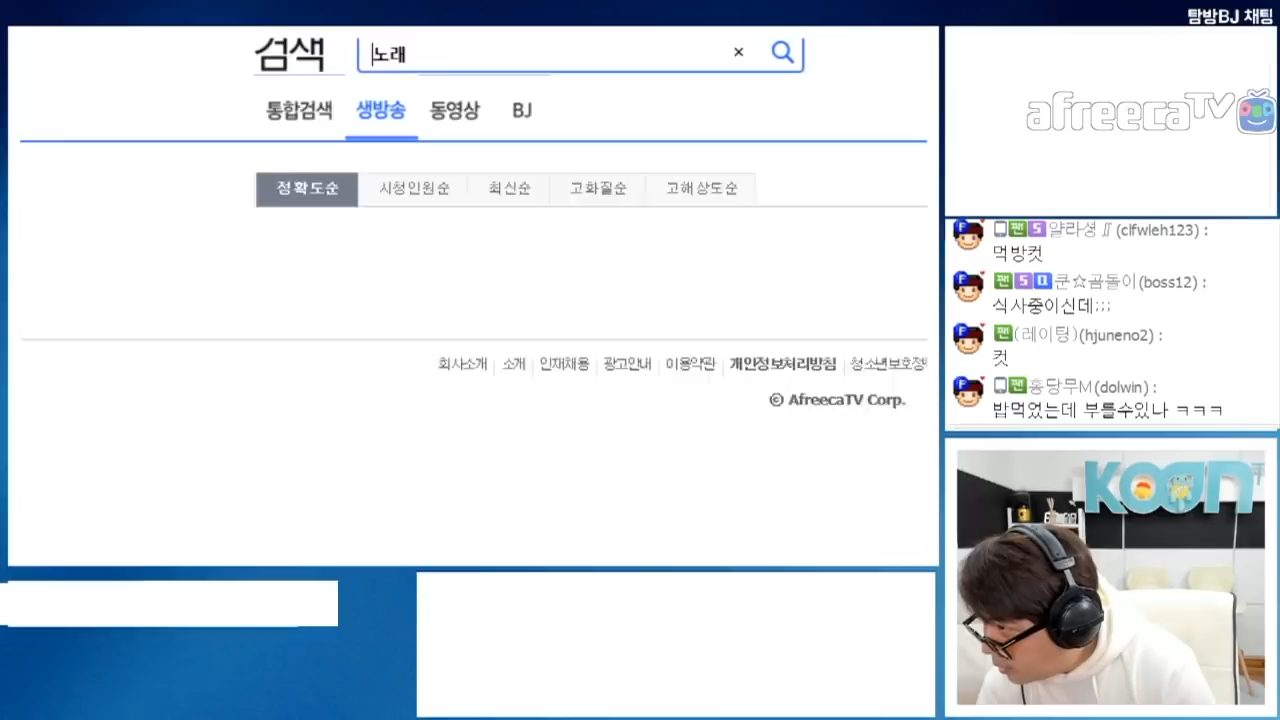 탐방BJ 채팅
검색
노래
통합검색 생방송 동영상 BJ
정확도순 시청인원순 최신순 고화질순 고해상도순
회사소개 소개 인재채용 광고안내 이용약관 개인정보처리방침 청소년보호정
© AfreecaTV Corp.
afreecaTV
얄라셩∬(clfwleh123) :
먹방컷
쿤☆곰돌이(boss12) :
식사중이신데;;;
(레이팅)(hjuneno2) :
컷
홍당무M(dolwin) :
밥먹었는데 부를수있나 ㅋㅋㅋ
KOON